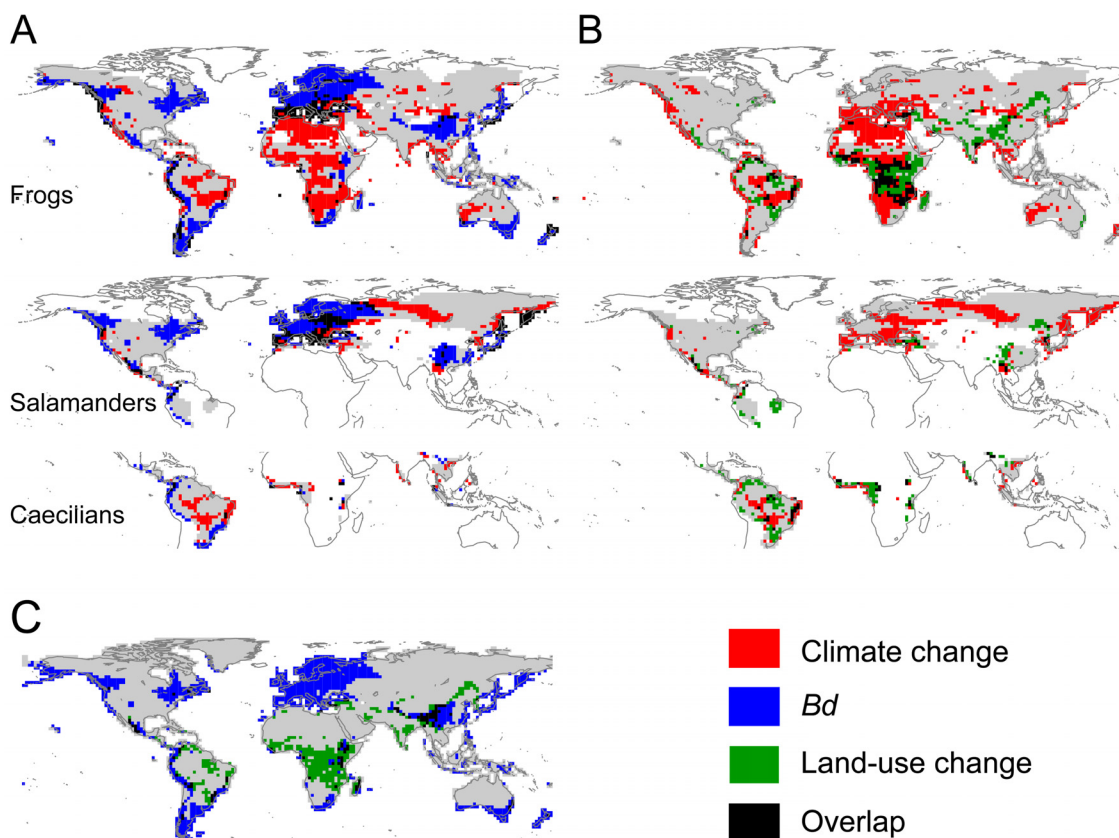 A
B
Frogs
Salamanders
Caecilians
C
Climate change
Bd
Land-use change
Overlap